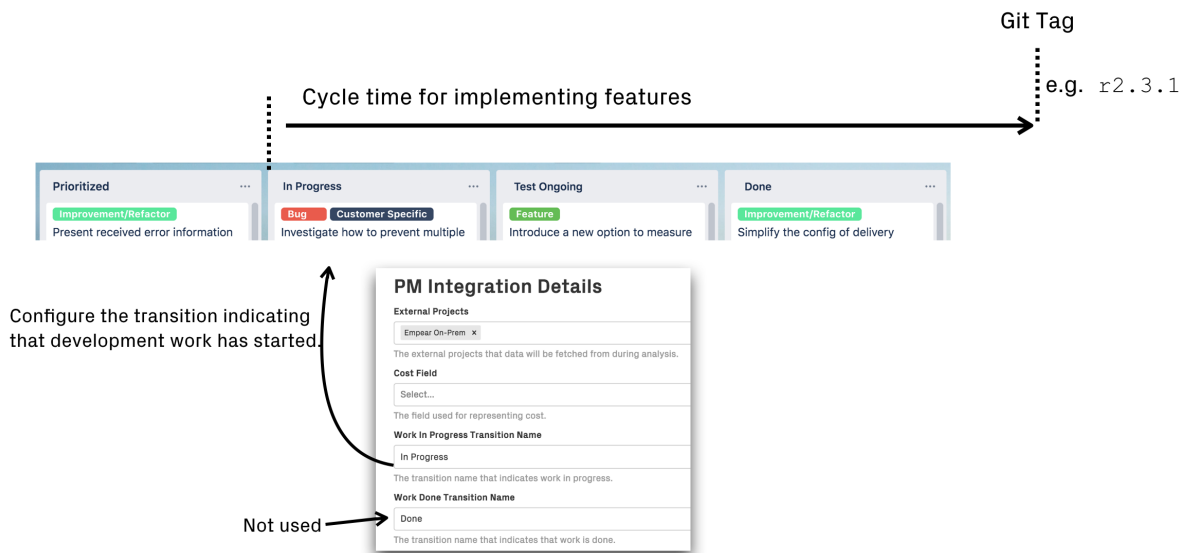 Git Tag
e.g. r2.3.1
Cycle time for implementing features
Prioritized ...
In Progress ...
Test Ongoing ...
Done ...
Improvement/Refactor
Present received error information
Bug Customer Specific
Investigate how to prevent multiple
Feature
Introduce a new option to measure
Improvement/Refactor
Simplify the config of delivery
Configure the transition indicating
that development work has started.
PM Integration Details
External Projects
Empear On-Prem x
The external projects that data will be fetched from during analysis.
Cost Field
Select...
The field used for representing cost.
Work In Progress Transition Name
In Progress
The transition name that indicates work in progress.
Work Done Transition Name
Not used
Done
The transition name that indicates that work is done.